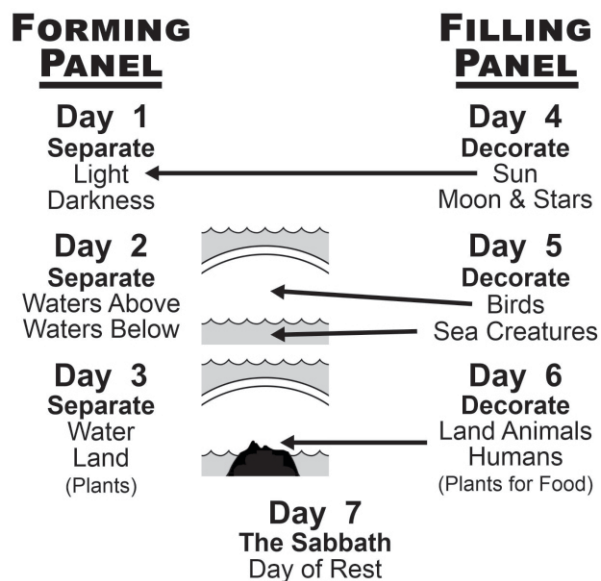 FORMING
PANEL
Day 1
Separate
Light
Darkness
Day 2
Separate
Waters Above
Waters Below
Day 3
Separate
Water
Land
(Plants)
FILLING
PANEL
Day 4
Decorate
Sun
Moon & Stars
Day 5
Decorate
Birds
Sea Creatures
Day 6
Decorate
Land Animals
Humans
(Plants for Food)
Day 7
The Sabbath
Day of Rest